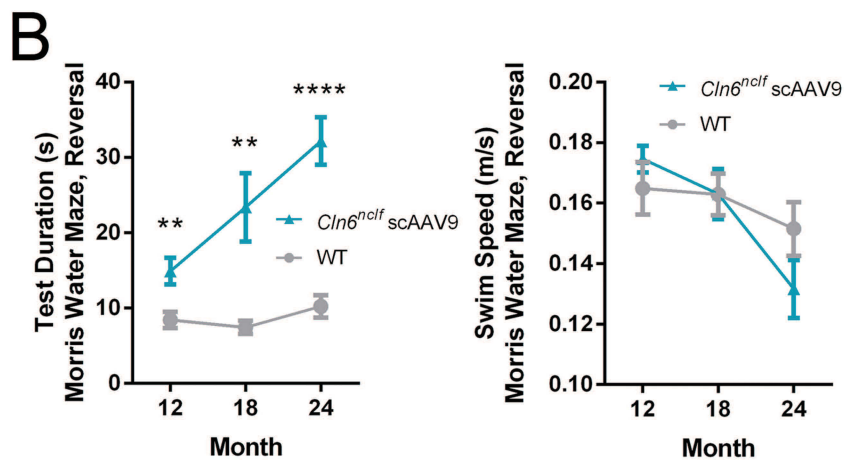 B
Test Duration (s)
Morris Water Maze, Reversal
40
30
20
10
0
**
**
****
Cln6ⁿᶜˡᶠ scAAV9
WT
12 18 24
Month
Swim Speed (m/s)
Morris Water Maze, Reversal
0.20
0.18
0.16
0.14
0.12
0.10
Cln6ⁿᶜˡᶠ scAAV9
WT
12 18 24
Month